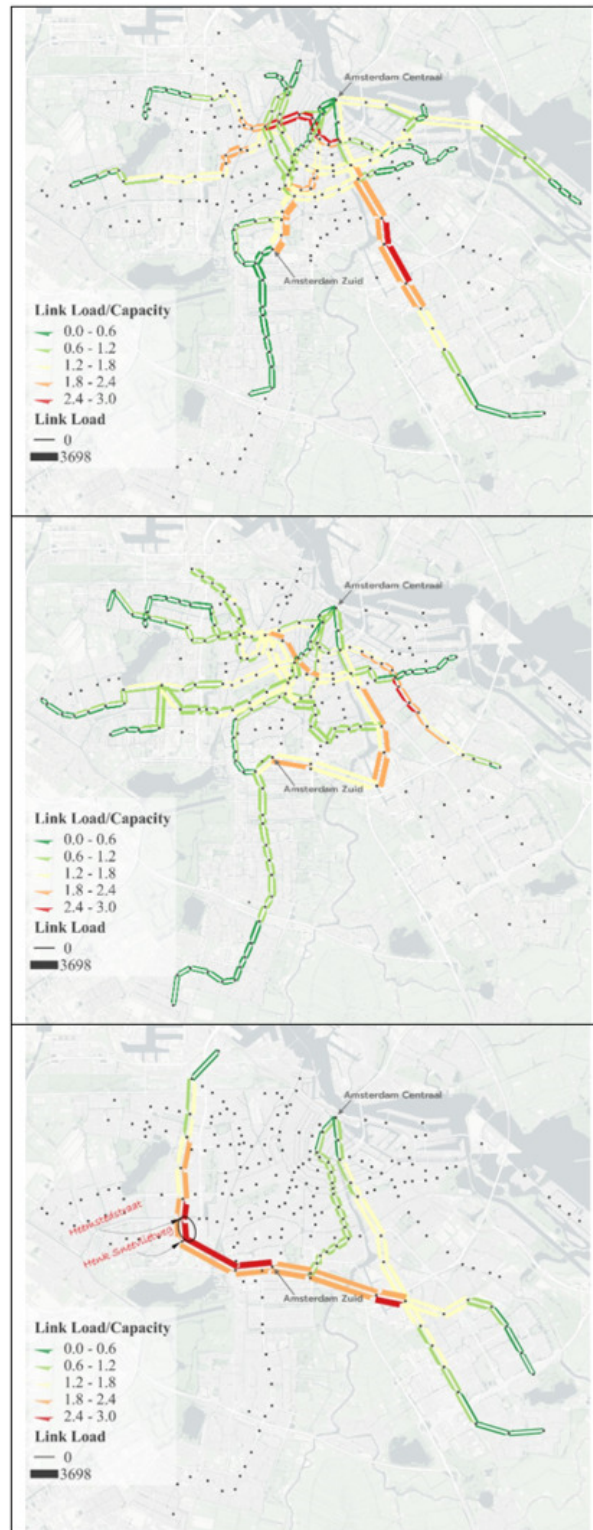 Amsterdam Centraal
Amsterdam Zuid
Link Load/Capacity
0.0 - 0.6
0.6 - 1.2
1.2 - 1.8
1.8 - 2.4
2.4 - 3.0
Link Load
0
3698
Amsterdam Centraal
Amsterdam Zuid
Link Load/Capacity
0.0 - 0.6
0.6 - 1.2
1.2 - 1.8
1.8 - 2.4
2.4 - 3.0
Link Load
0
3698
Amsterdam Centraal
Heemstedstraat
Henk Sneevlietweg
Amsterdam Zuid
Link Load/Capacity
0.0 - 0.6
0.6 - 1.2
1.2 - 1.8
1.8 - 2.4
2.4 - 3.0
Link Load
0
3698